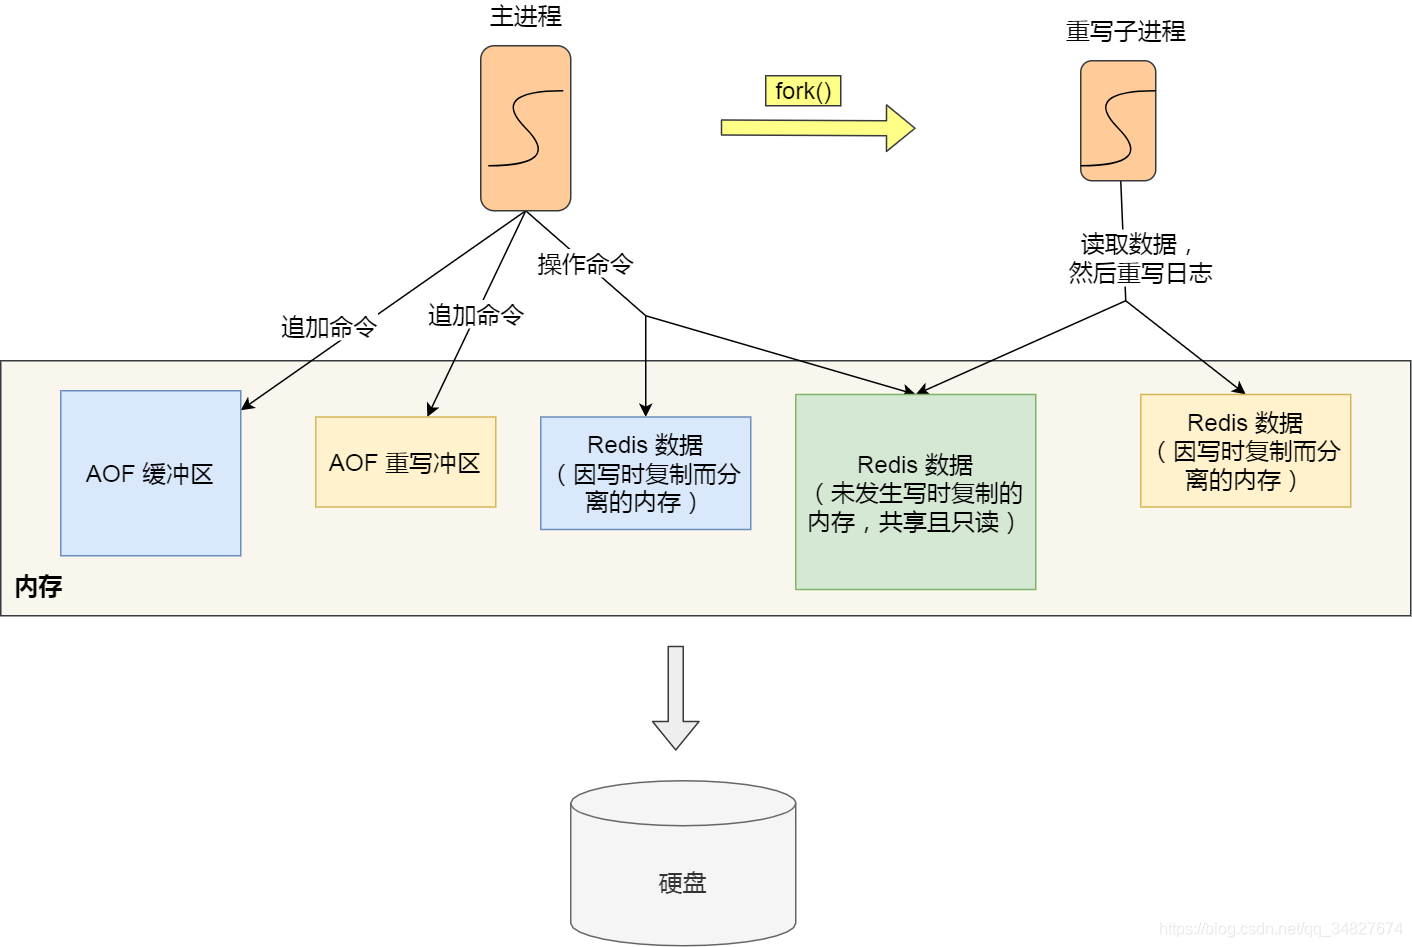 主进程
重写子进程
fork()
读取数据，
然后重写日志
操作命令
追加命令
追加命令
AOF 缓冲区
AOF 重写冲区
Redis 数据
（因写时复制而分
离的内存）
Redis 数据
（未发生写时复制的
内存，共享且只读）
Redis 数据
（因写时复制而分
离的内存）
内存
硬盘
https://blog.csdn.net/qq_34827674